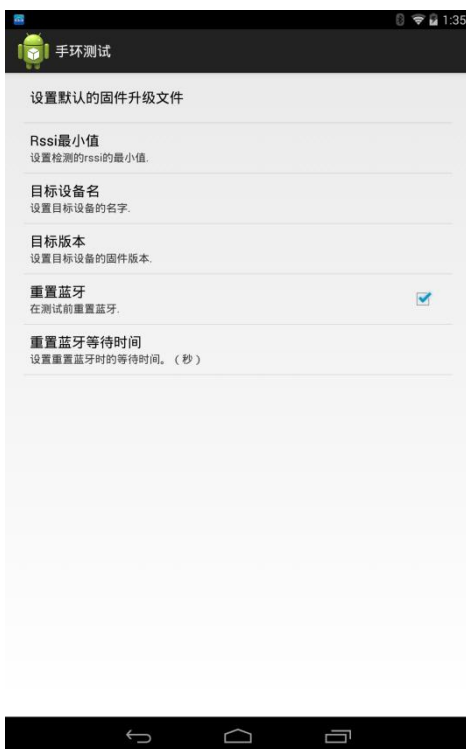 1:35
手环测试
设置默认的固件升级文件
Rssi最小值
设置检测的rssi的最小值.
目标设备名
设置目标设备的名字.
目标版本
设置目标设备的固件版本.
重置蓝牙
在测试前重置蓝牙.
重置蓝牙等待时间
设置重置蓝牙时的等待时间。（秒）